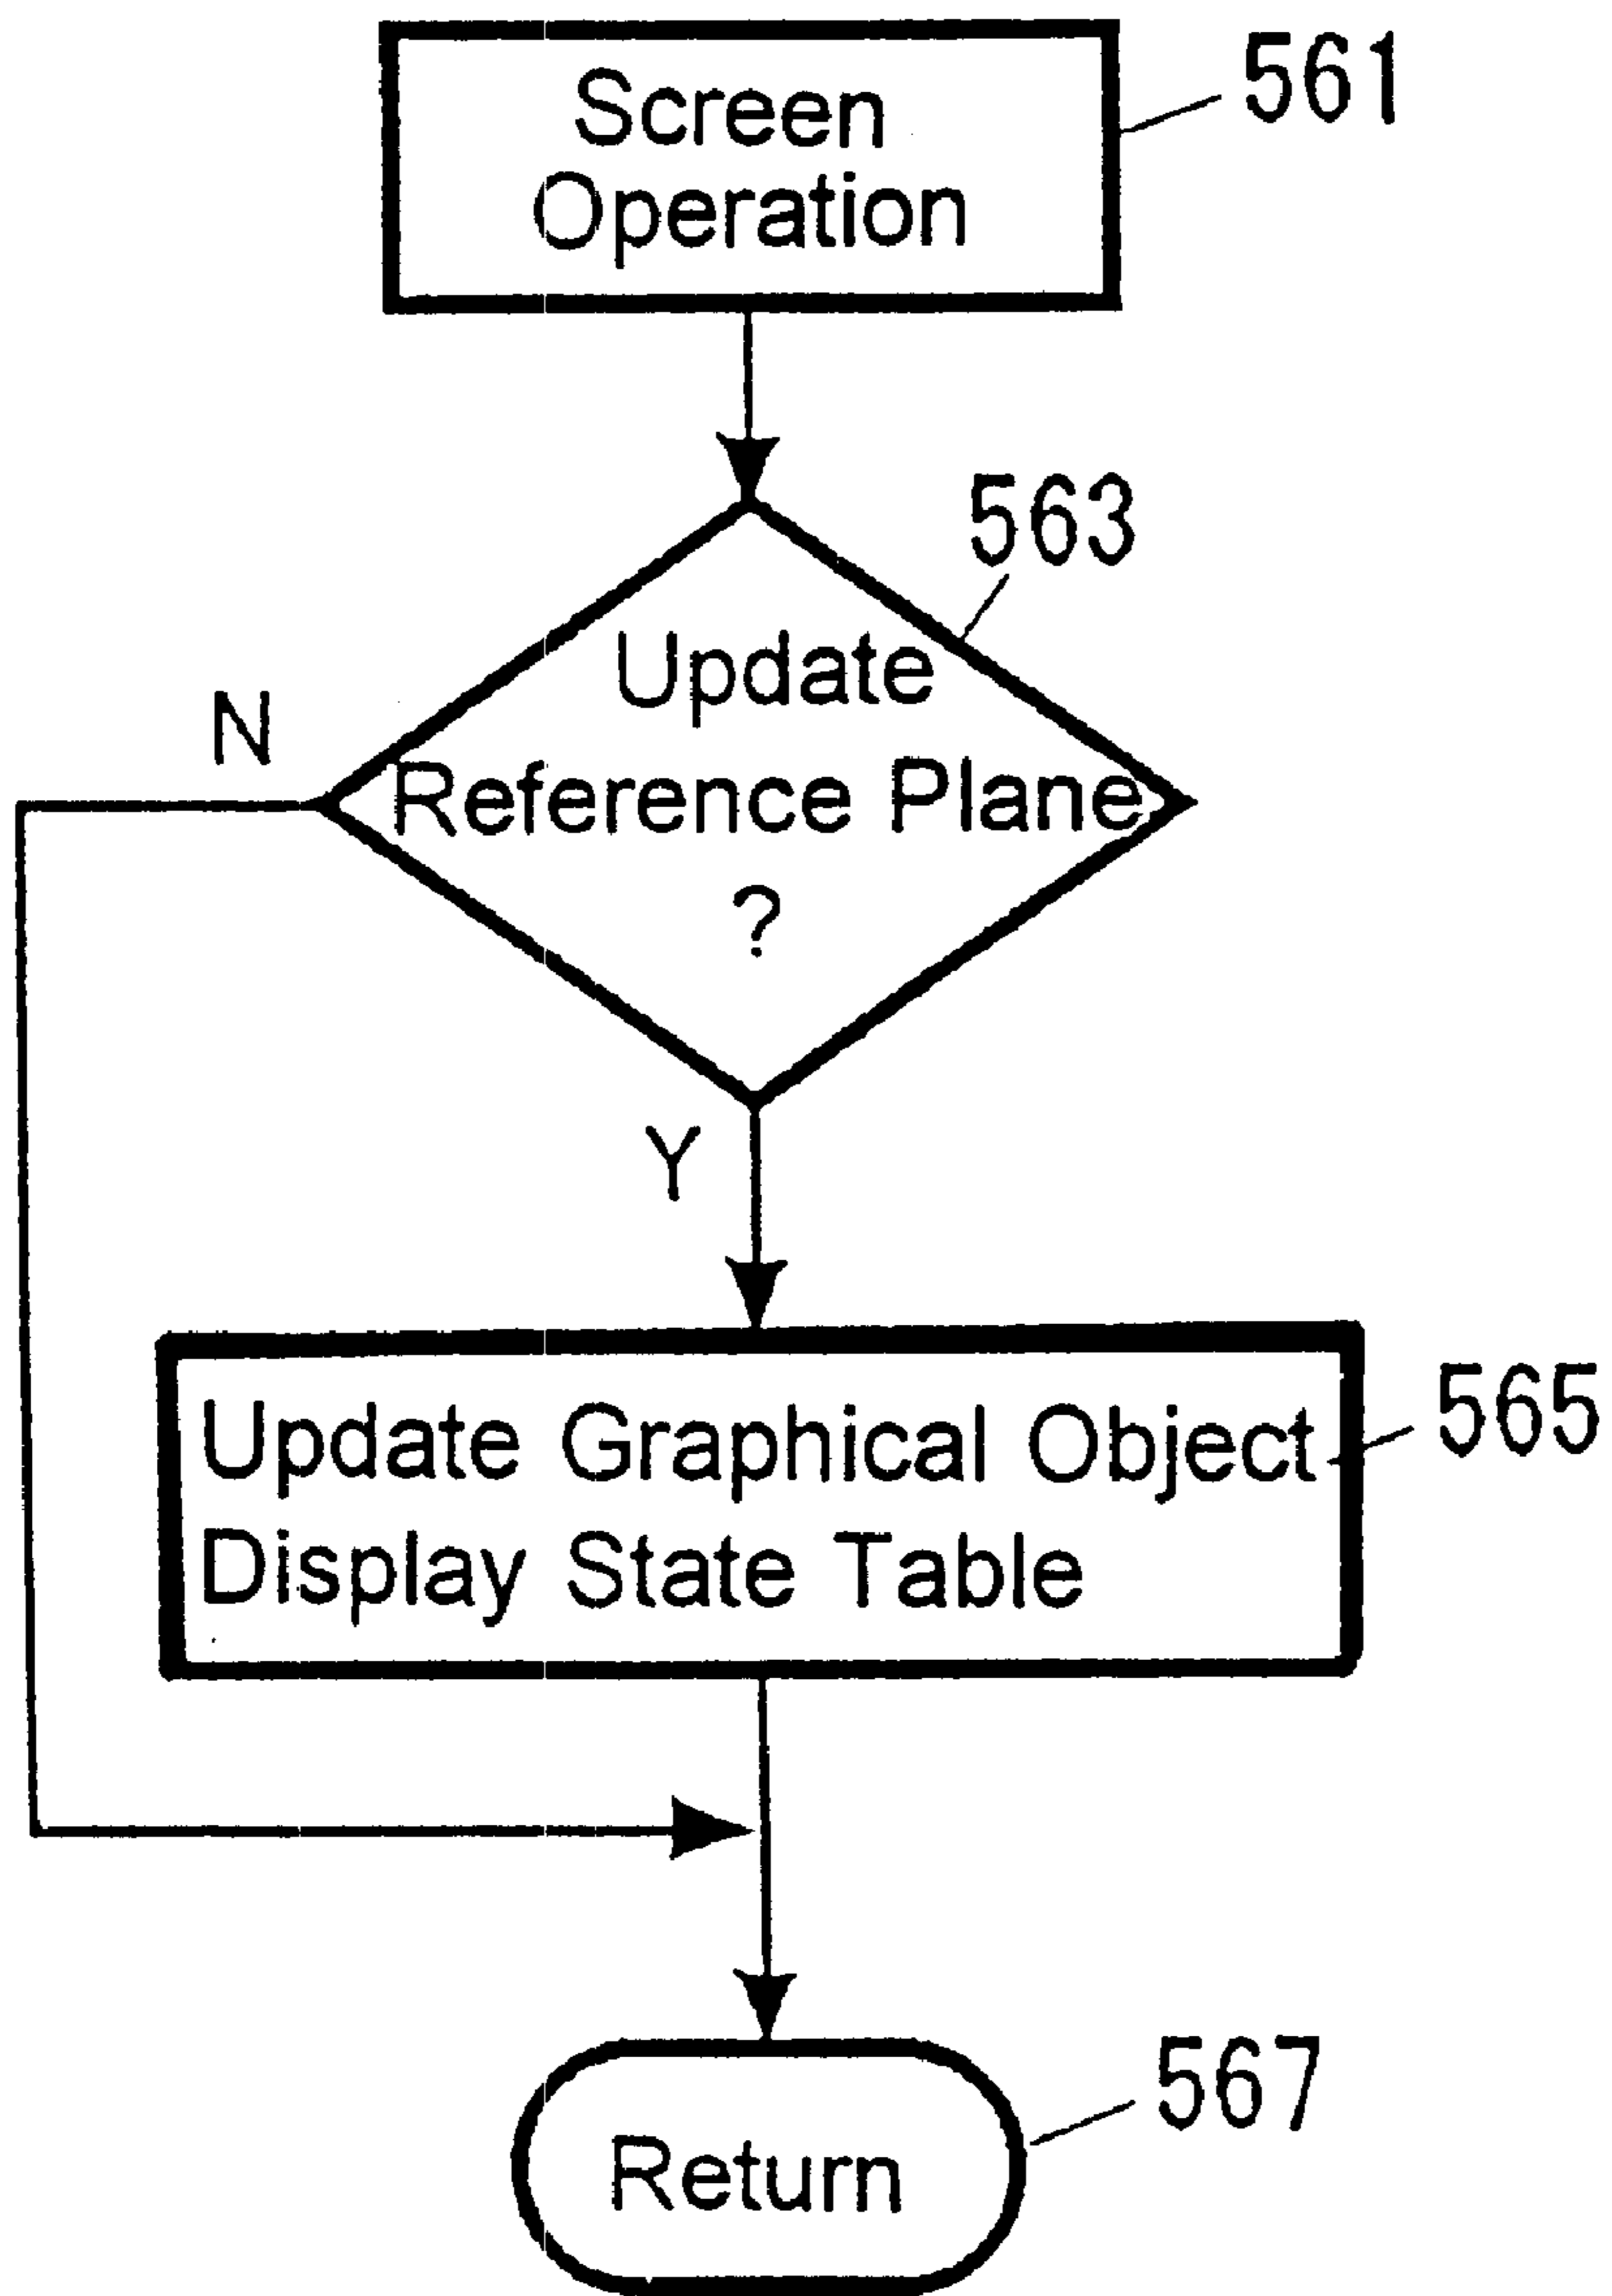 Screen
Operation
561
563
Update
Reference Plane
?
N
Y
Update Graphical Object
Display State Table
565
Return
567